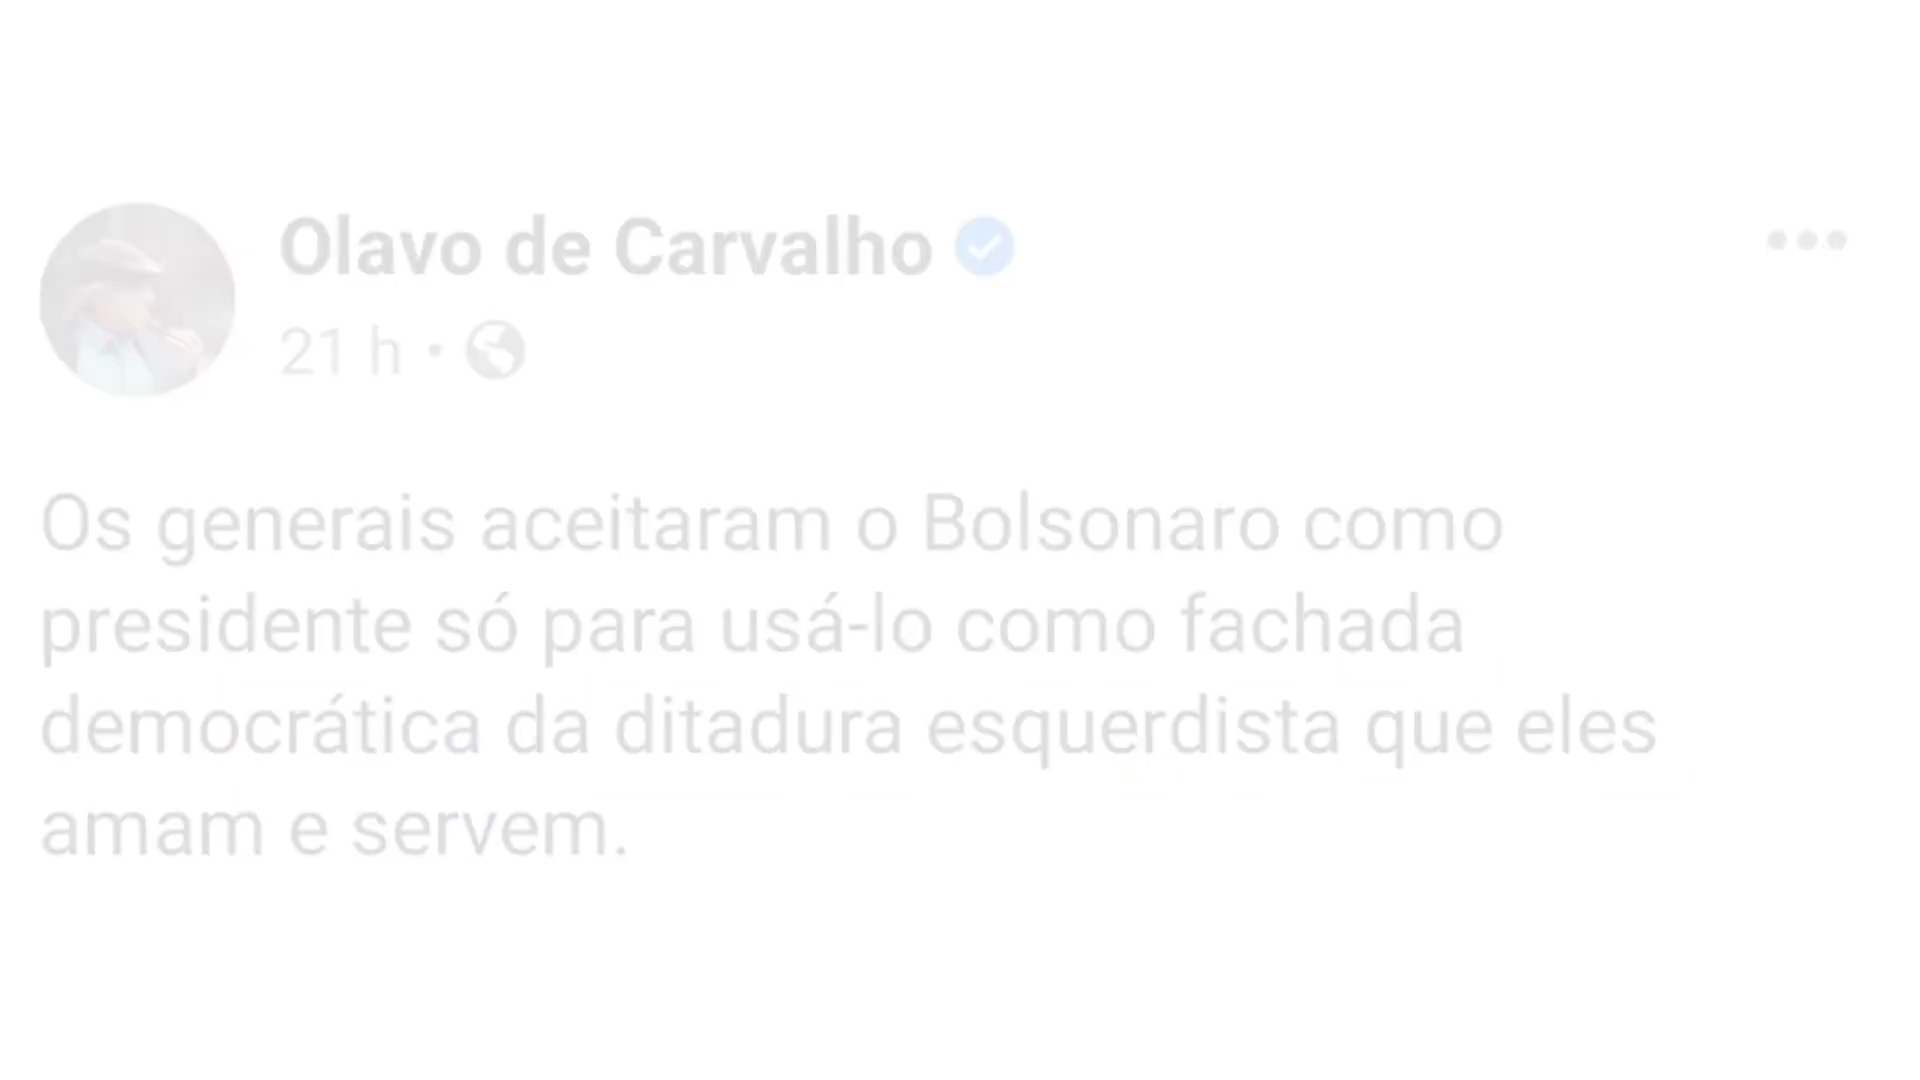 Olavo de Carvalho
21 h •
Os generais aceitaram o Bolsonaro como
presidente só para usá-lo como fachada
democrática da ditadura esquerdista que eles
amam e servem.